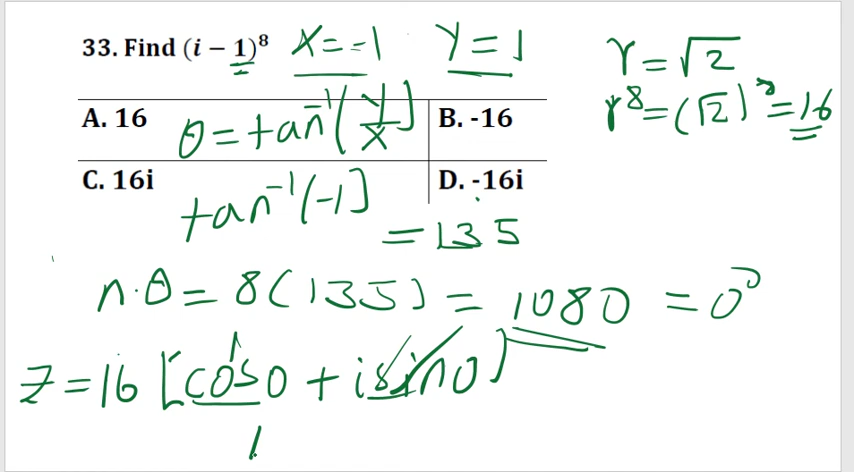 33. Find (i – 1)⁸ X = -1 Y = 1
r = √2
A. 16 B. -16
r⁸ = (√2)⁸ = 16
θ = tan⁻¹(y/x)
C. 16i D. -16i
tan⁻¹(-1)
= 135
n.θ = 8(135) = 1080 = 0°
1
Z = 16 [cos 0 + i sin 0]
1